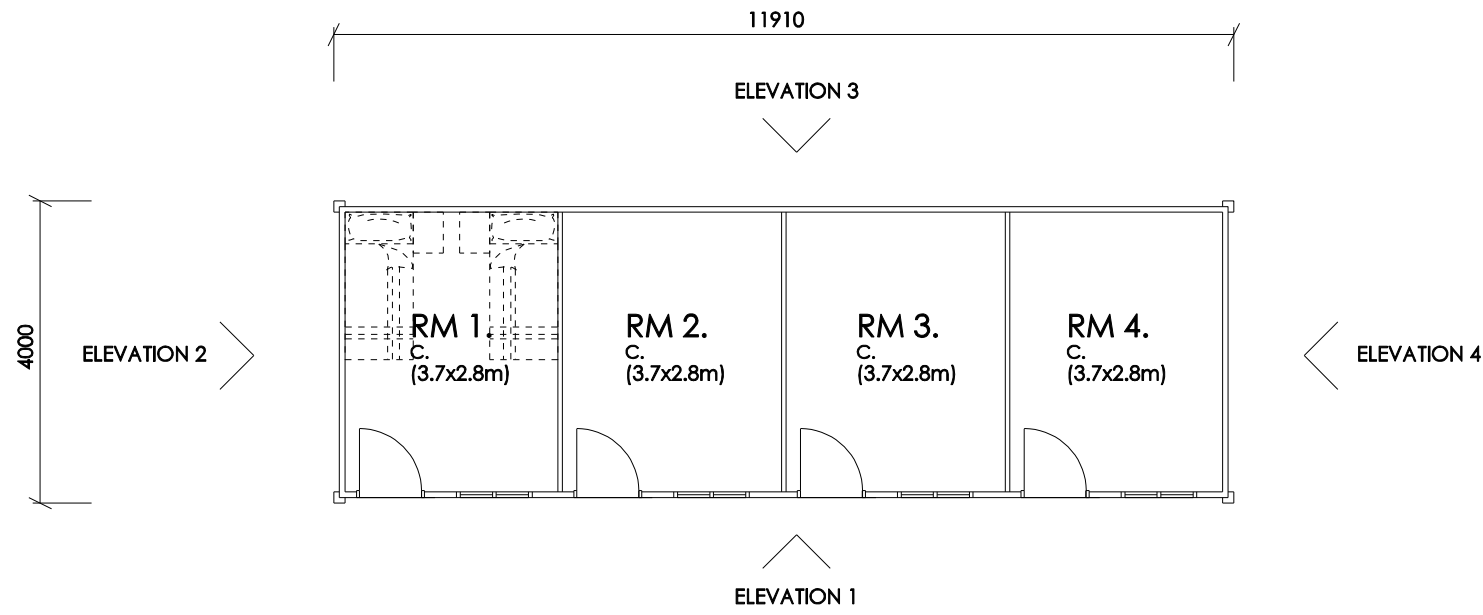 11910
ELEVATION 3
4000
ELEVATION 2
RM 1.
C.
(3.7x2.8m)
RM 2.
C.
(3.7x2.8m)
RM 3.
C.
(3.7x2.8m)
RM 4.
C.
(3.7x2.8m)
ELEVATION 4
ELEVATION 1